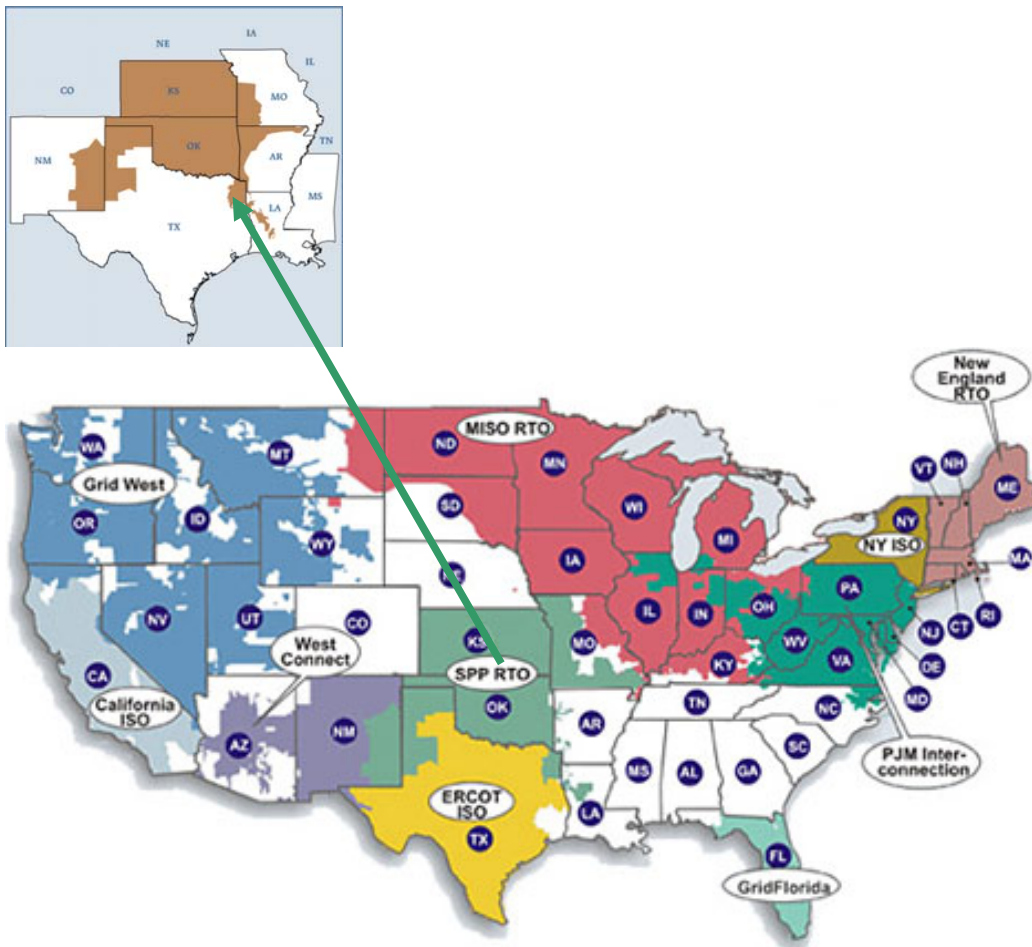 IA
NE
IL
CO
KS
MO
TN
OK
NM
AR
MS
LA
TX
New
England
RTO
MISO RTO
ND
WA
MT
MN
VT
NH
ME
Grid West
OR
ID
SD
WI
NY
WY
MI
NY ISO
MA
IA
NE
PA
NV
UT
IL
IN
OH
NJ
CT
RI
CO
KS
MO
WV
West
Connect
VA
DE
CA
SPP RTO
KY
MD
California
ISO
OK
TN
NC
AZ
NM
AR
SC
PJM Inter-
connection
MS
AL
GA
ERCOT
ISO
LA
TX
FL
GridFlorida